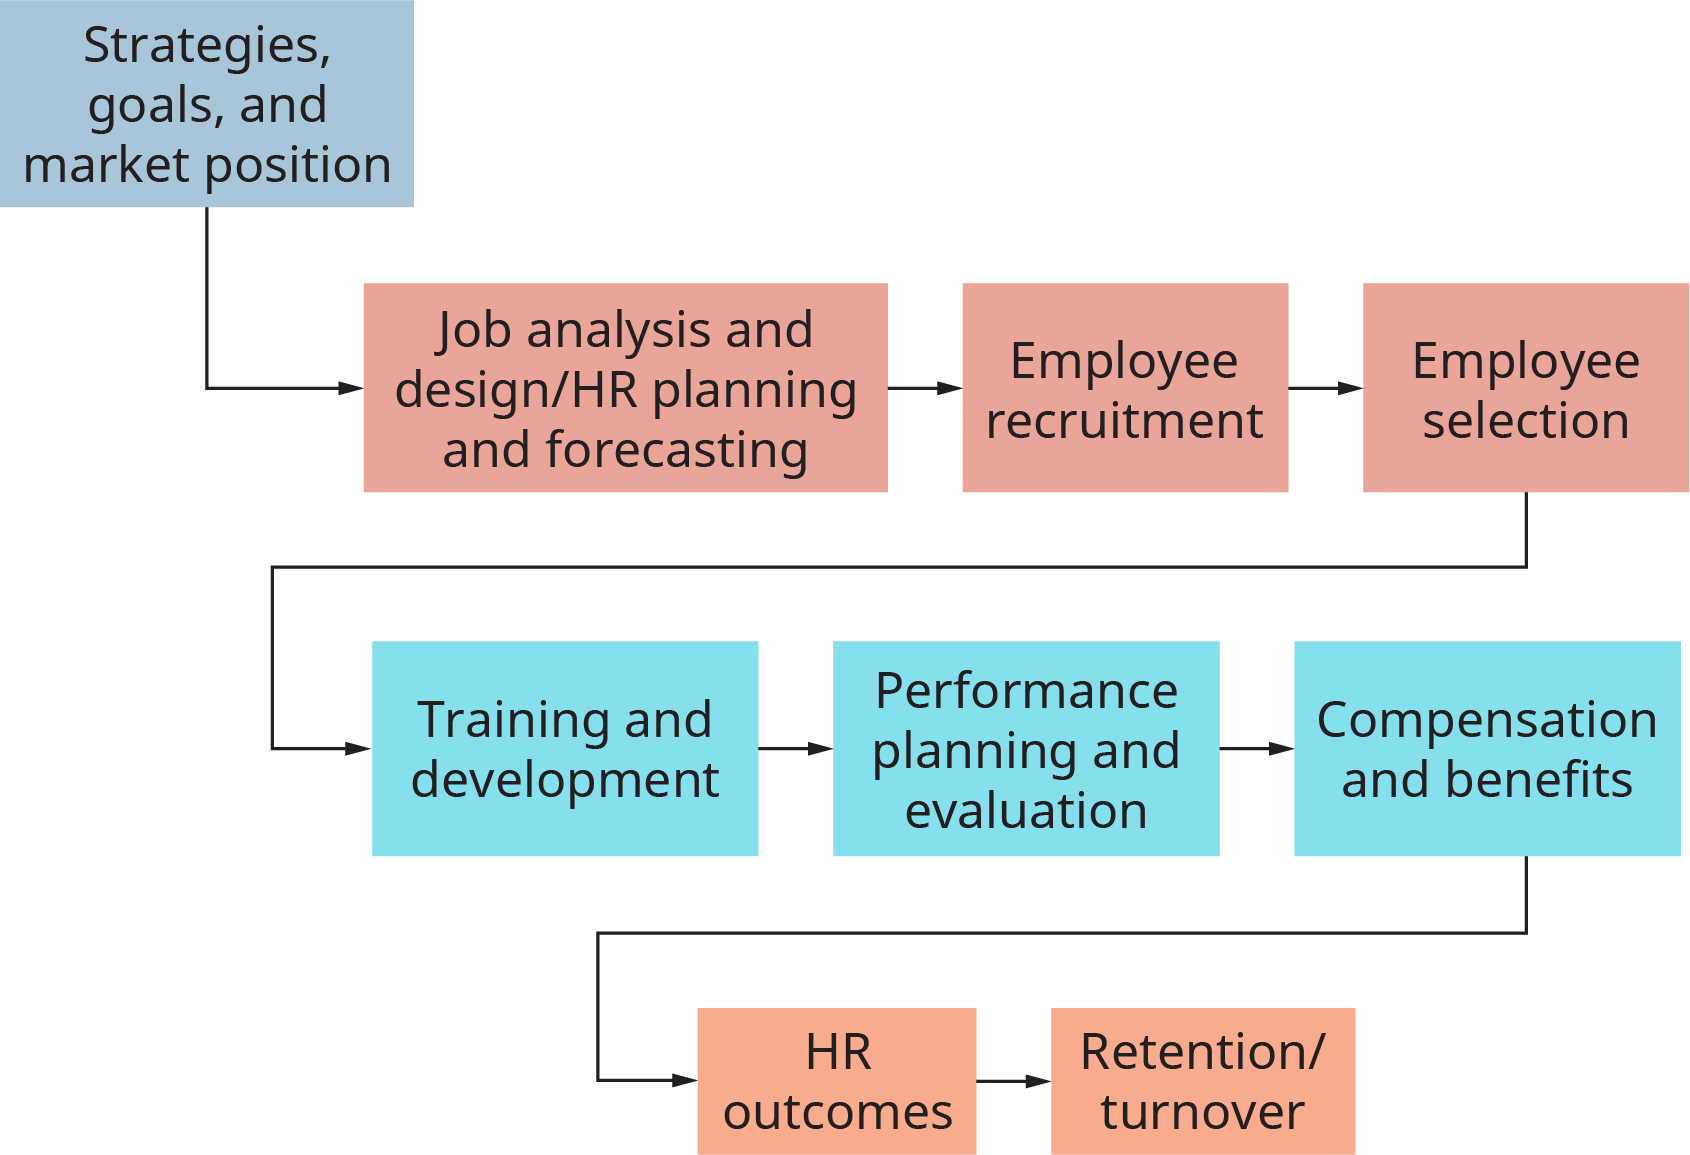 Strategies,
goals, and
market position
Job analysis and
design/HR planning
and forecasting
Employee
recruitment
Employee
selection
Training and
development
Performance
planning and
evaluation
Compensation
and benefits
HR
outcomes
Retention/
turnover